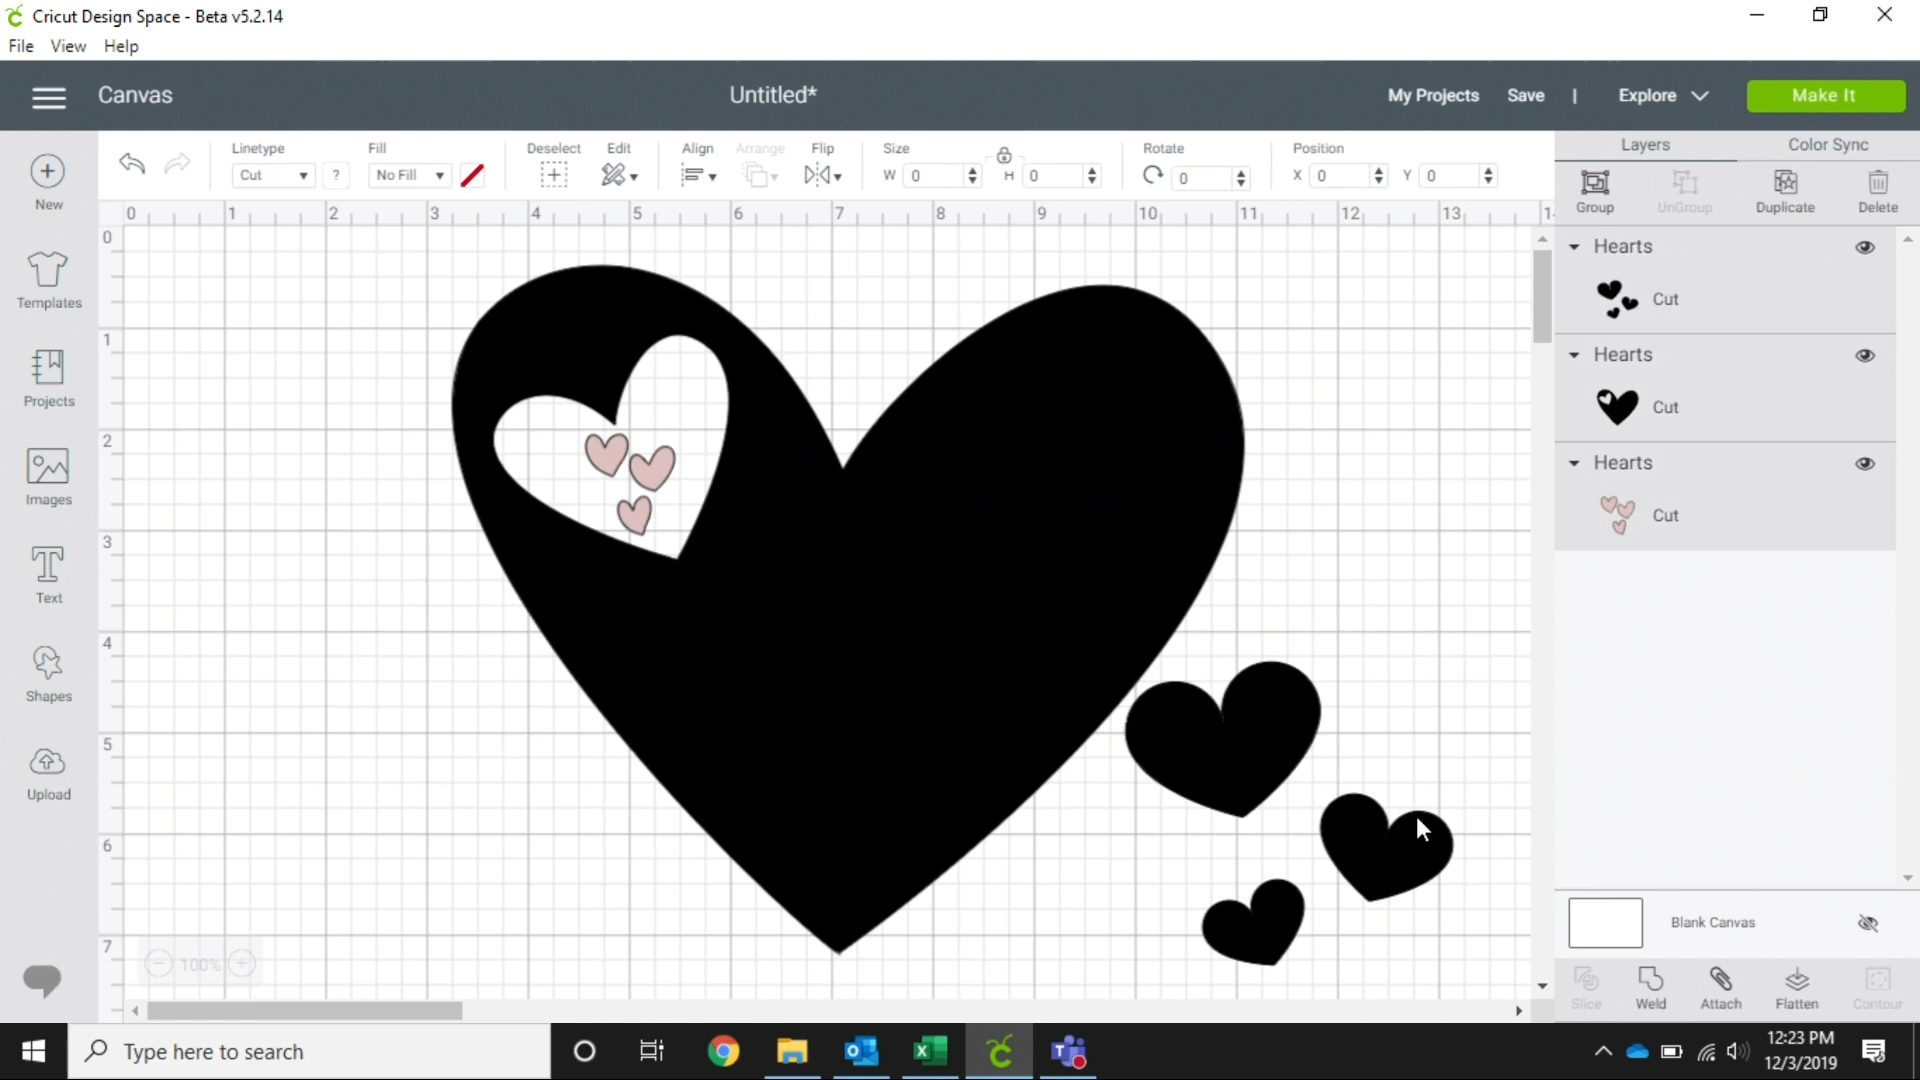 Cricut Design Space - Beta v5.2.14
File View Help
Canvas
Untitled*
My Projects Save | Explore
Make It
Linetype
Cut
?
Fill
No Fill
Deselect
Edit
Align
Arrange
Flip
Size
W 0
H 0
Rotate
0
Position
X 0
Y 0
Layers Color Sync
Group UnGroup Duplicate Delete
New
Templates
Projects
Images
Text
Shapes
Upload
0 1 2 3 4 5 6 7 8 9 10 11 12 13
0
1
2
3
4
5
6
7
100%
Hearts
Cut
Hearts
Cut
Hearts
Cut
Blank Canvas
Slice Weld Attach Flatten Contour
Type here to search
12:23 PM
12/3/2019